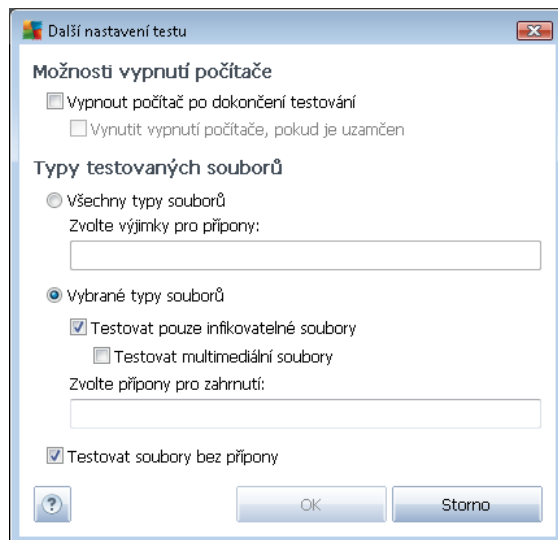 Další nastavení testu
Možnosti vypnutí počítače
Vypnout počítač po dokončení testování
Vynutit vypnutí počítače, pokud je uzamčen
Typy testovaných souborů
Všechny typy souborů
Zvolte výjimky pro přípony:
Vybrané typy souborů
Testovat pouze infikovatelné soubory
Testovat multimediální soubory
Zvolte přípony pro zahrnutí:
Testovat soubory bez přípony
? OK Storno